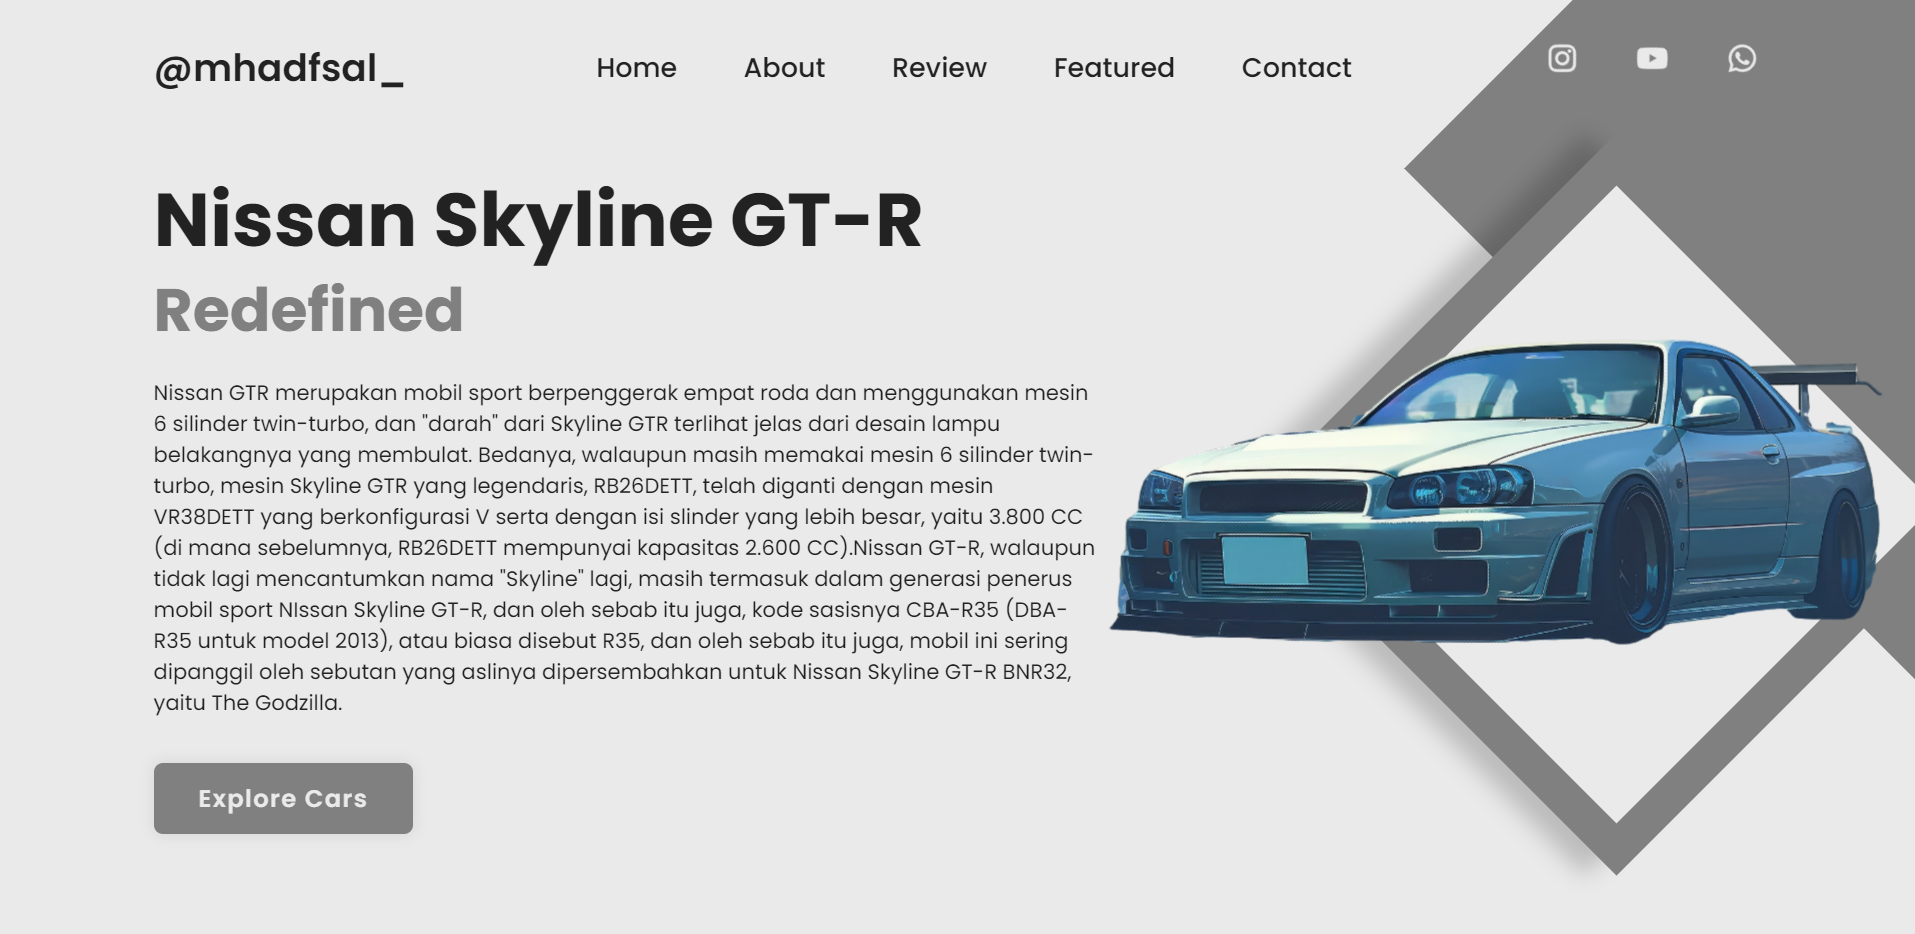 @mhadfsal_
Home
About
Review
Featured
Contact
Nissan Skyline GT-R
Redefined
Nissan GTR merupakan mobil sport berpenggerak empat roda dan menggunakan mesin
6 silinder twin-turbo, dan "darah" dari Skyline GTR terlihat jelas dari desain lampu
belakangnya yang membulat. Bedanya, walaupun masih memakai mesin 6 silinder twin-
turbo, mesin Skyline GTR yang legendaris, RB26DETT, telah diganti dengan mesin
VR38DETT yang berkonfigurasi V serta dengan isi slinder yang lebih besar, yaitu 3.800 CC
(di mana sebelumnya, RB26DETT mempunyai kapasitas 2.600 CC).Nissan GT-R, walaupun
tidak lagi mencantumkan nama "Skyline" lagi, masih termasuk dalam generasi penerus
mobil sport NIssan Skyline GT-R, dan oleh sebab itu juga, kode sasisnya CBA-R35 (DBA-
R35 untuk model 2013), atau biasa disebut R35, dan oleh sebab itu juga, mobil ini sering
dipanggil oleh sebutan yang aslinya dipersembahkan untuk Nissan Skyline GT-R BNR32,
yaitu The Godzilla.
Explore Cars